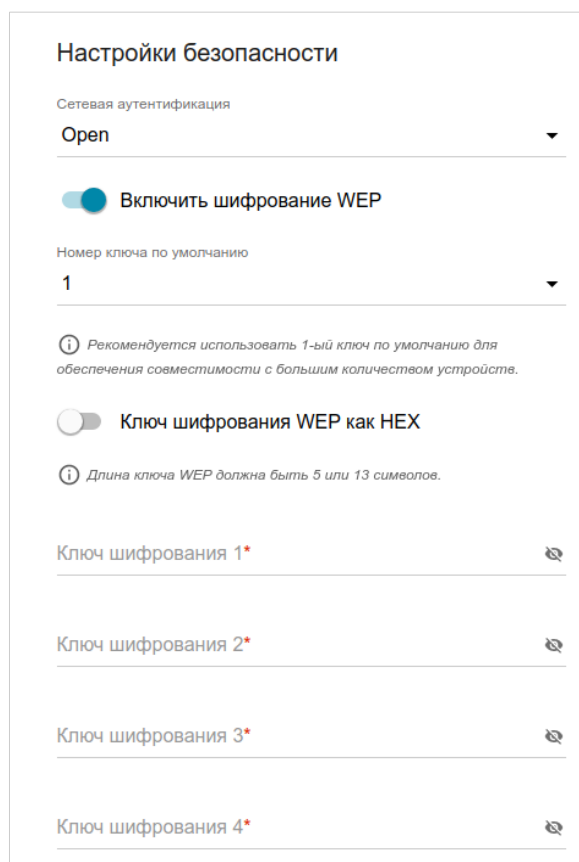 Настройки безопасности
Сетевая аутентификация
Open
Включить шифрование WEP
Номер ключа по умолчанию
1
Рекомендуется использовать 1-ый ключ по умолчанию для
обеспечения совместимости с большим количеством устройств.
Ключ шифрования WEP как HEX
Длина ключа WEP должна быть 5 или 13 символов.
Ключ шифрования 1*
Ключ шифрования 2*
Ключ шифрования 3*
Ключ шифрования 4*